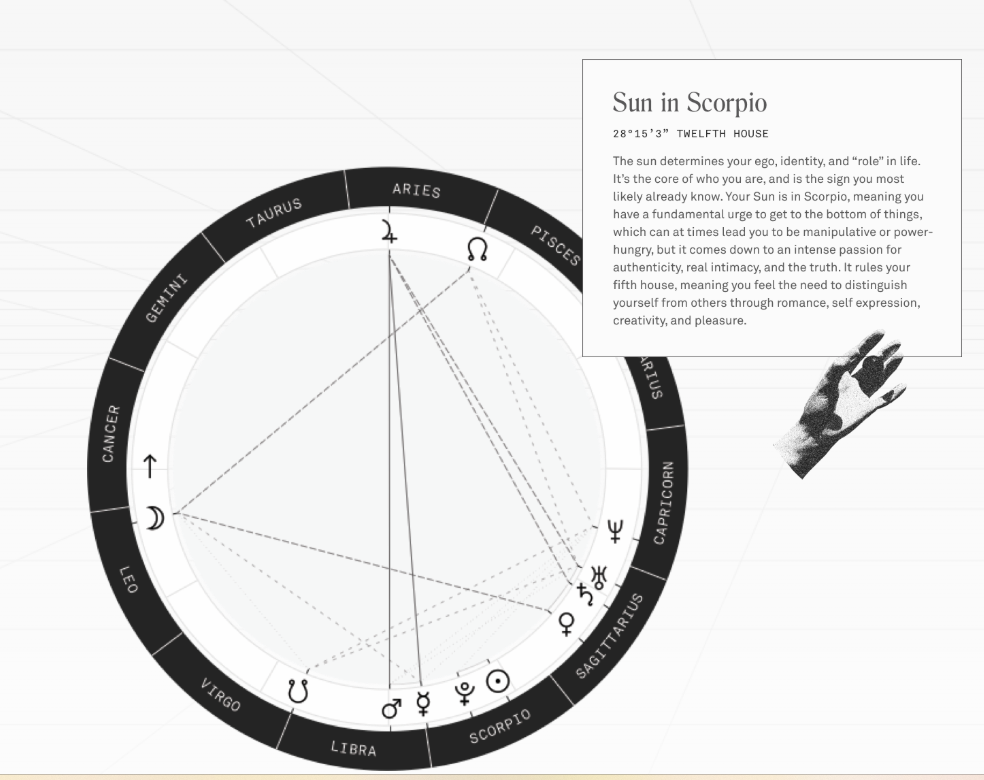 Sun in Scorpio
28°15’3” TWELFTH HOUSE
The sun determines your ego, identity, and “role” in life.
It’s the core of who you are, and is the sign you most
likely already know. Your Sun is in Scorpio, meaning you
have a fundamental urge to get to the bottom of things,
which can at times lead you to be manipulative or power-
hungry, but it comes down to an intense passion for
authenticity, real intimacy, and the truth. It rules your
fifth house, meaning you feel the need to distinguish
yourself from others through romance, self expression,
creativity, and pleasure.
ARIES
TAURUS
PISCES
GEMINI
ARIUS
CANCER
CAPRICORN
LEO
SAGITTARIUS
VIRGO
SCORPIO
LIBRA